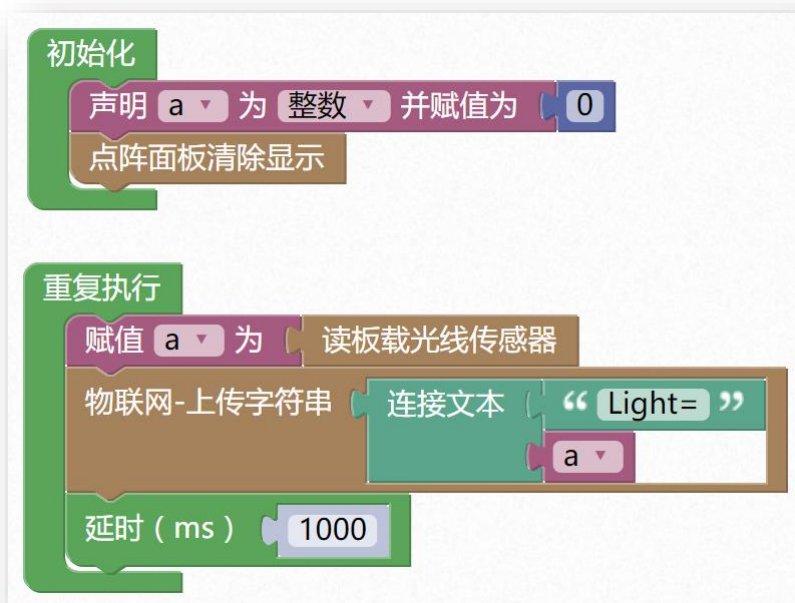 初始化
声明 a 为 整数 并赋值为 0
点阵面板清除显示
重复执行
赋值 a 为 读板载光线传感器
物联网-上传字符串 连接文本 “ Light= ”
a
延时（ms） 1000